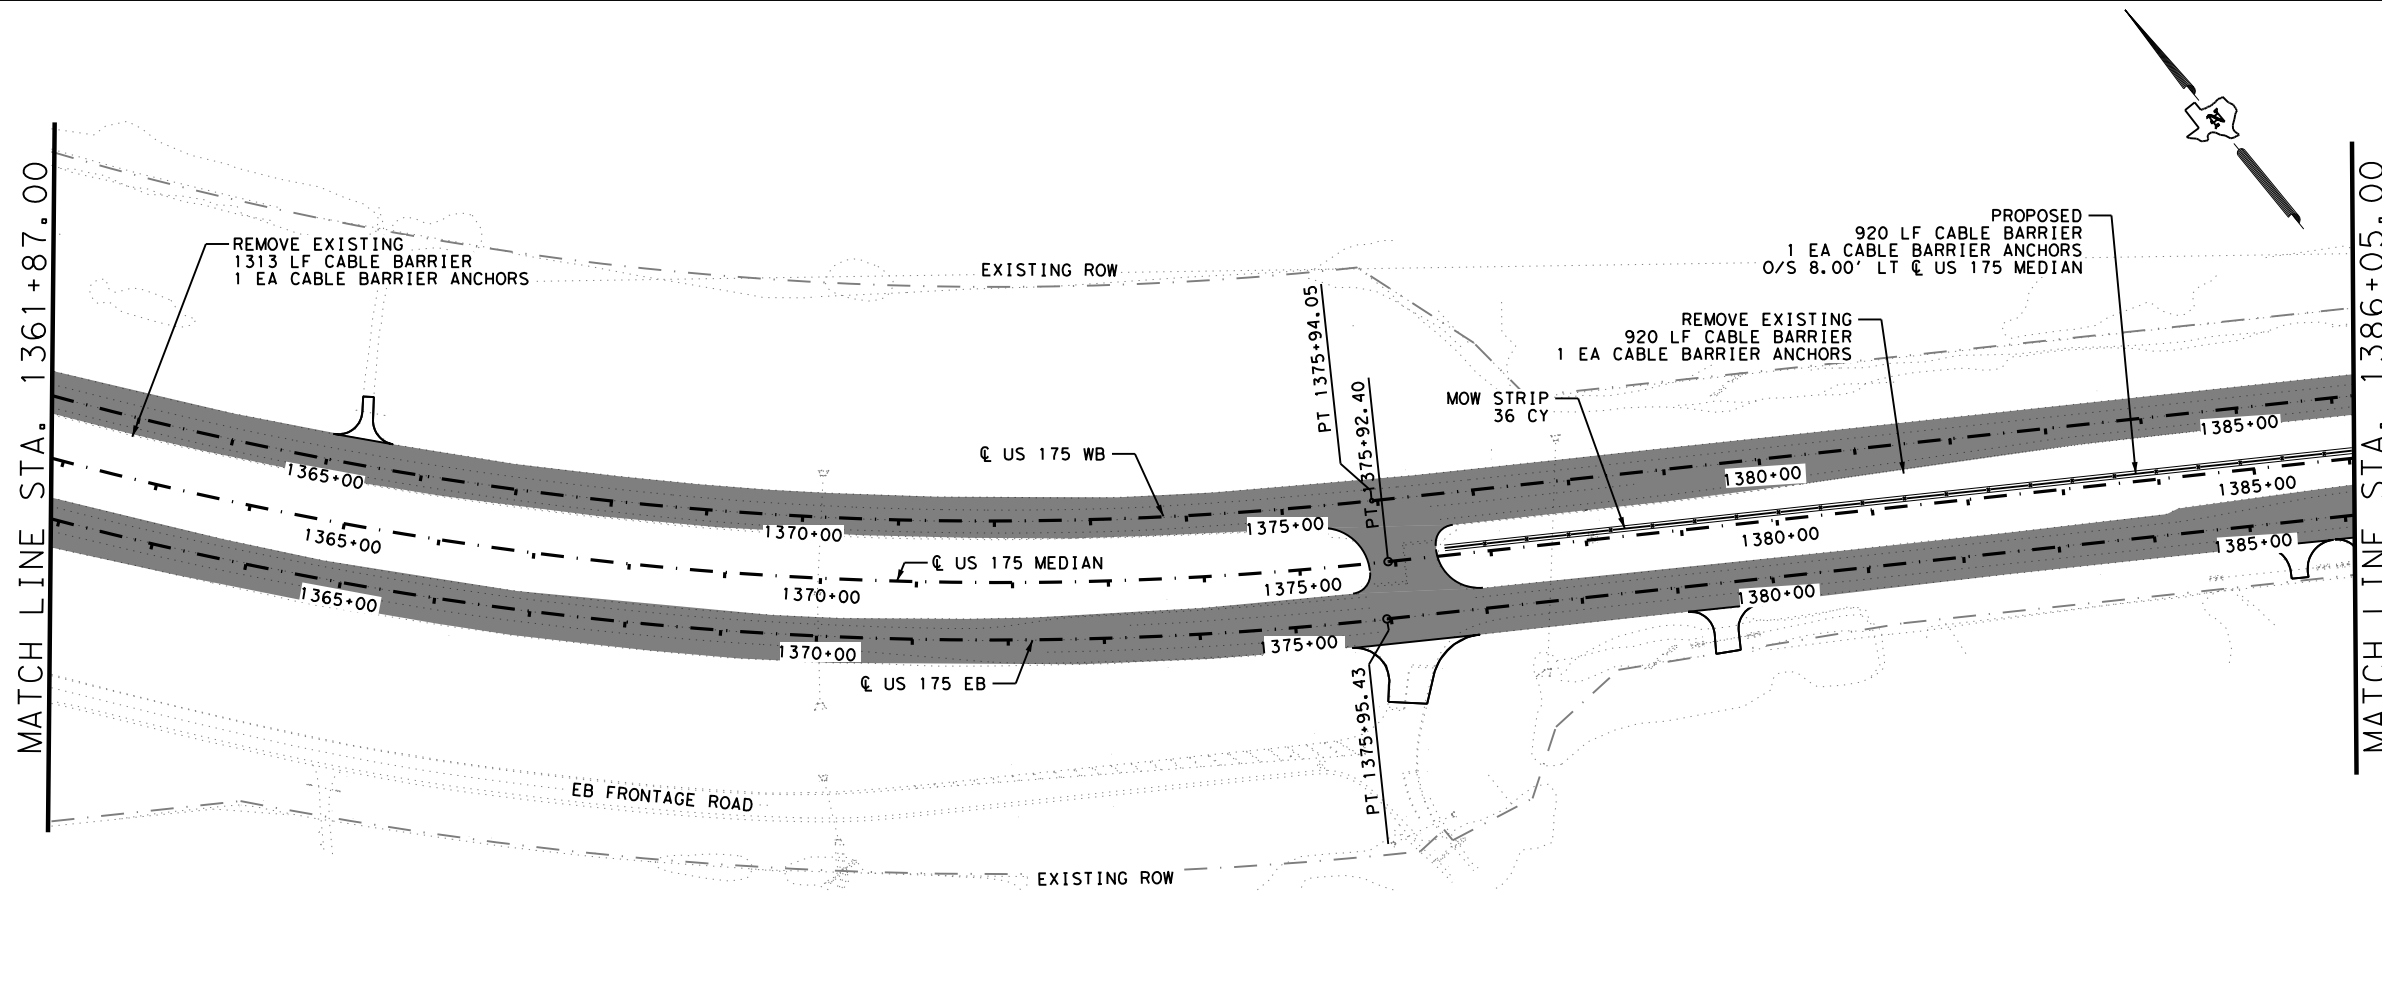 MATCH LINE STA. 1361+87.00
REMOVE EXISTING
1313 LF CABLE BARRIER
1 EA CABLE BARRIER ANCHORS
EXISTING ROW
N
PROPOSED
920 LF CABLE BARRIER
1 EA CABLE BARRIER ANCHORS
O/S 8.00' LT ℄ US 175 MEDIAN
REMOVE EXISTING
920 LF CABLE BARRIER
1 EA CABLE BARRIER ANCHORS
MOW STRIP
36 CY
PT 1375+94.05
PT 1375+92.40
℄ US 175 WB
1365+00
1370+00
1375+00
1380+00
1385+00
℄ US 175 MEDIAN
1365+00
1370+00
1375+00
1380+00
1385+00
℄ US 175 EB
1365+00
1370+00
1375+00
1380+00
1385+00
PT 1375+95.43
EB FRONTAGE ROAD
EXISTING ROW
MATCH LINE STA. 1386+05.00